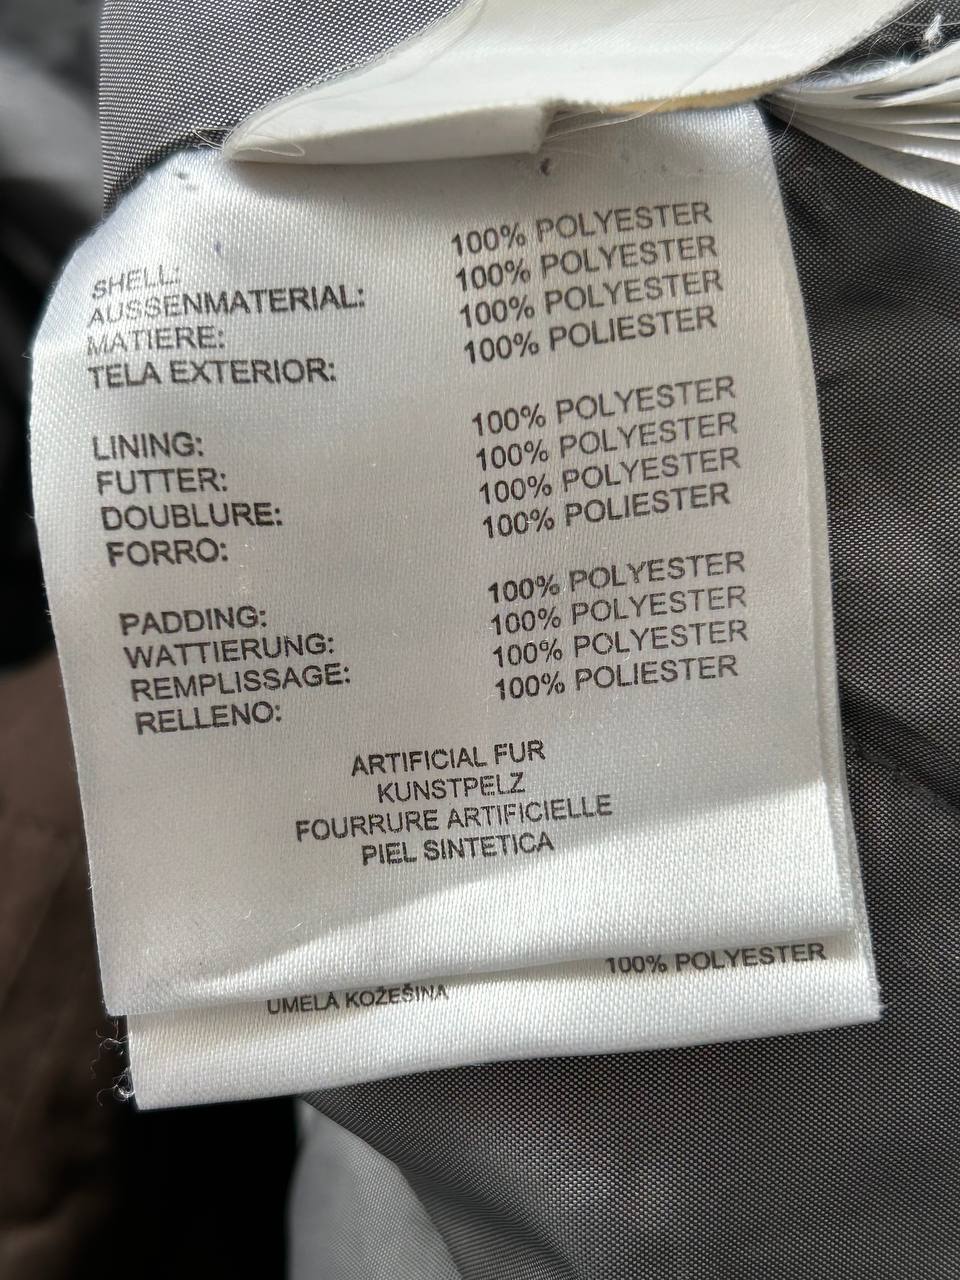 SHELL: 100% POLYESTER
AUSSENMATERIAL: 100% POLYESTER
MATIERE: 100% POLYESTER
TELA EXTERIOR: 100% POLIESTER
LINING: 100% POLYESTER
FUTTER: 100% POLYESTER
DOUBLURE: 100% POLYESTER
FORRO: 100% POLIESTER
PADDING: 100% POLYESTER
WATTIERUNG: 100% POLYESTER
REMPLISSAGE: 100% POLYESTER
RELLENO: 100% POLIESTER
ARTIFICIAL FUR
KUNSTPELZ
FOURRURE ARTIFICIELLE
PIEL SINTETICA
100% POLYESTER
UMELÁ KOŽEŠINA